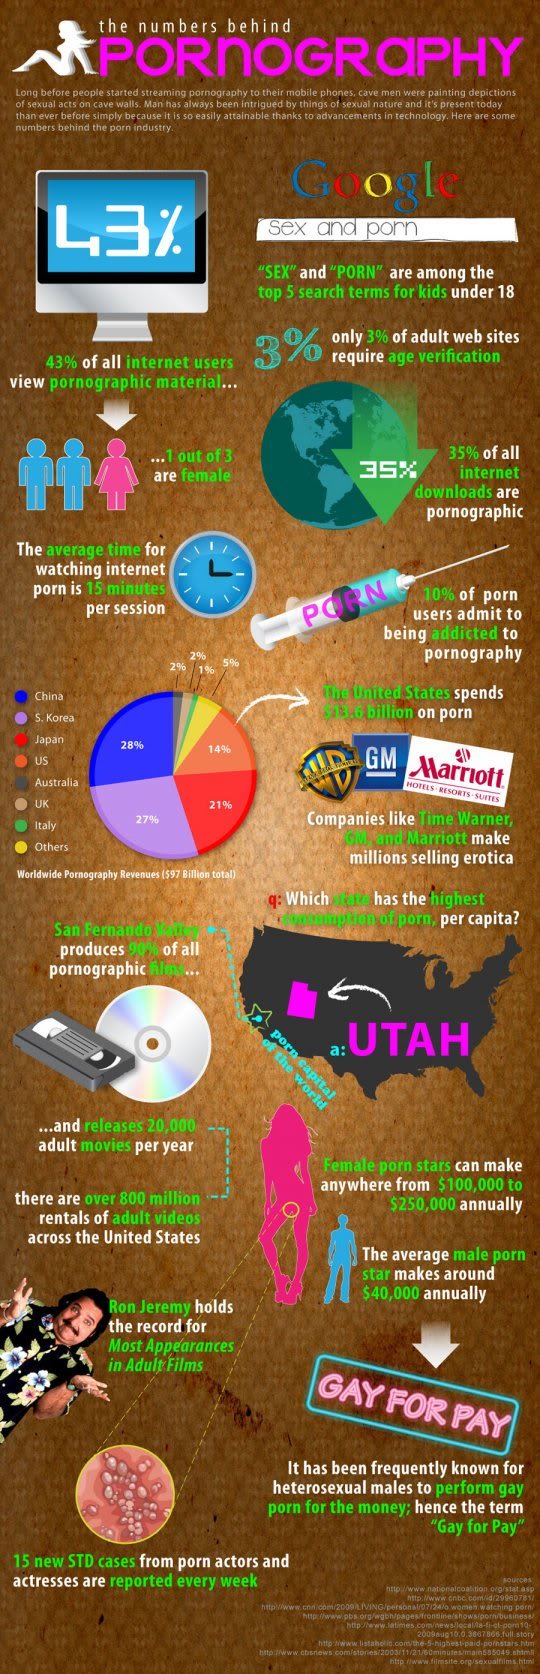 the numbers behind
PORNOGRAPHY
Long before people started streaming pornography to their mobile phones, cave men were painting depictions
of sexual acts on cave walls. Man has always been intrigued by things of sexual nature and it's present today
than ever before simply because it is so easily attainable thanks to advancements in technology. Here are some
numbers behind the porn industry.
43%
43% of all internet users
view pornographic material...
...1 out of 3
are female
Google
sex and porn
"SEX" and "PORN" are among the
top 5 search terms for kids under 18
3%
only 3% of adult web sites
require age verification
35%
35% of all
internet
downloads are
pornographic
The average time for
watching internet
porn is 15 minutes
per session
PORN
10% of porn
users admit to
being addicted to
pornography
China
S. Korea
Japan
US
Australia
UK
Italy
Others
2%
2%
1%
5%
28%
14%
27%
21%
Worldwide Pornography Revenues ($97 Billion total)
The United States spends
$13.6 billion on porn
WB
GM
Marriott
HOTELS · RESORTS · SUITES
Companies like Time Warner,
GM, and Marriott make
millions selling erotica
q: Which state has the highest
consumption of porn, per capita?
San Fernando Valley
produces 90% of all
pornographic films...
porn capital
of the world
a: UTAH
...and releases 20,000
adult movies per year
there are over 800 million
rentals of adult videos
across the United States
Female porn stars can make
anywhere from $100,000 to
$250,000 annually
The average male porn
star makes around
$40,000 annually
Ron Jeremy holds
the record for
Most Appearances
in Adult Films
GAY FOR PAY
It has been frequently known for
heterosexual males to perform gay
porn for the money; hence the term
"Gay for Pay"
15 new STD cases from porn actors and
actresses are reported every week
sources
http://www.nationalcoalition.org/stat.asp
http://www.cnbc.com/id/29960781/
http://www.cnn.com/2009/LIVING/personal/07/24/o.women.watching.porn/
http://www.pbs.org/wgbh/pages/frontline/shows/porn/business/
http://www.latimes.com/news/local/la-fi-ct-porn10-
2009aug10,0,3867866,full.story
http://www.listaholic.com/the-5-highest-paid-pornstars.htm
http://www.cbsnews.com/stories/2003/11/21/60minutes/main585049.shtml
http://www.filmsite.org/sexualfilms.html